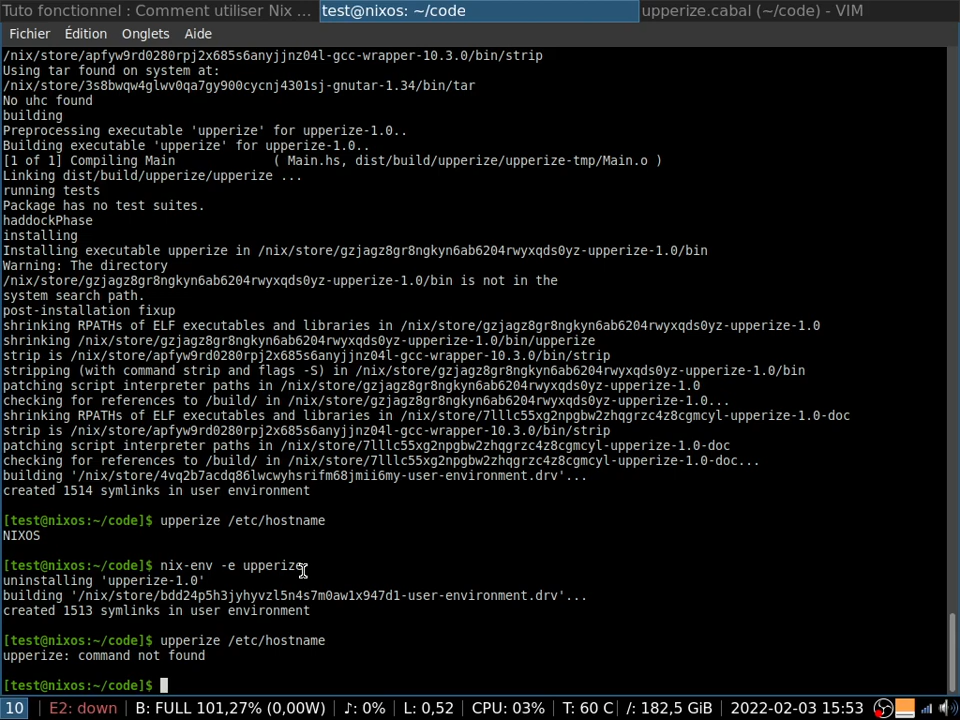 Tuto fonctionnel : Comment utiliser Nix ...
test@nixos: ~/code
upperize.cabal (~/code) - VIM
Fichier Édition Onglets Aide
/nix/store/apfyw9rd0280rpj2x685s6anyjjnz04l-gcc-wrapper-10.3.0/bin/strip
Using tar found on system at:
/nix/store/3s8bwqw4glwv0qa7gy900cycnj4301sj-gnutar-1.34/bin/tar
No uhc found
building
Preprocessing executable 'upperize' for upperize-1.0..
Building executable 'upperize' for upperize-1.0..
[1 of 1] Compiling Main             ( Main.hs, dist/build/upperize/upperize-tmp/Main.o )
Linking dist/build/upperize/upperize ...
running tests
Package has no test suites.
haddockPhase
installing
Installing executable upperize in /nix/store/gzjagz8gr8ngkyn6ab6204rwyxqds0yz-upperize-1.0/bin
Warning: The directory
/nix/store/gzjagz8gr8ngkyn6ab6204rwyxqds0yz-upperize-1.0/bin is not in the
system search path.
post-installation fixup
shrinking RPATHs of ELF executables and libraries in /nix/store/gzjagz8gr8ngkyn6ab6204rwyxqds0yz-upperize-1.0
shrinking /nix/store/gzjagz8gr8ngkyn6ab6204rwyxqds0yz-upperize-1.0/bin/upperize
strip is /nix/store/apfyw9rd0280rpj2x685s6anyjjnz04l-gcc-wrapper-10.3.0/bin/strip
stripping (with command strip and flags -S) in /nix/store/gzjagz8gr8ngkyn6ab6204rwyxqds0yz-upperize-1.0/bin
patching script interpreter paths in /nix/store/gzjagz8gr8ngkyn6ab6204rwyxqds0yz-upperize-1.0
checking for references to /build/ in /nix/store/gzjagz8gr8ngkyn6ab6204rwyxqds0yz-upperize-1.0...
shrinking RPATHs of ELF executables and libraries in /nix/store/7lllc55xg2npgbw2zhqgrzc4z8cgmcyl-upperize-1.0-doc
strip is /nix/store/apfyw9rd0280rpj2x685s6anyjjnz04l-gcc-wrapper-10.3.0/bin/strip
patching script interpreter paths in /nix/store/7lllc55xg2npgbw2zhqgrzc4z8cgmcyl-upperize-1.0-doc
checking for references to /build/ in /nix/store/7lllc55xg2npgbw2zhqgrzc4z8cgmcyl-upperize-1.0-doc...
building '/nix/store/4vq2b7acdq86lwcwyhsrifm68jmii6my-user-environment.drv'...
created 1514 symlinks in user environment
[test@nixos:~/code]$ upperize /etc/hostname
NIXOS
[test@nixos:~/code]$ nix-env -e upperize
uninstalling 'upperize-1.0'
building '/nix/store/bdd24p5h3jyhyvzl5n4s7m0aw1x947d1-user-environment.drv'...
created 1513 symlinks in user environment
[test@nixos:~/code]$ upperize /etc/hostname
upperize: command not found
[test@nixos:~/code]$
10 E2: down | B: FULL 101,27% (0,00W) | ♪: 0% | L: 0,52 | CPU: 03% | T: 60 C | /: 182,5 GiB | 2022-02-03 15:53